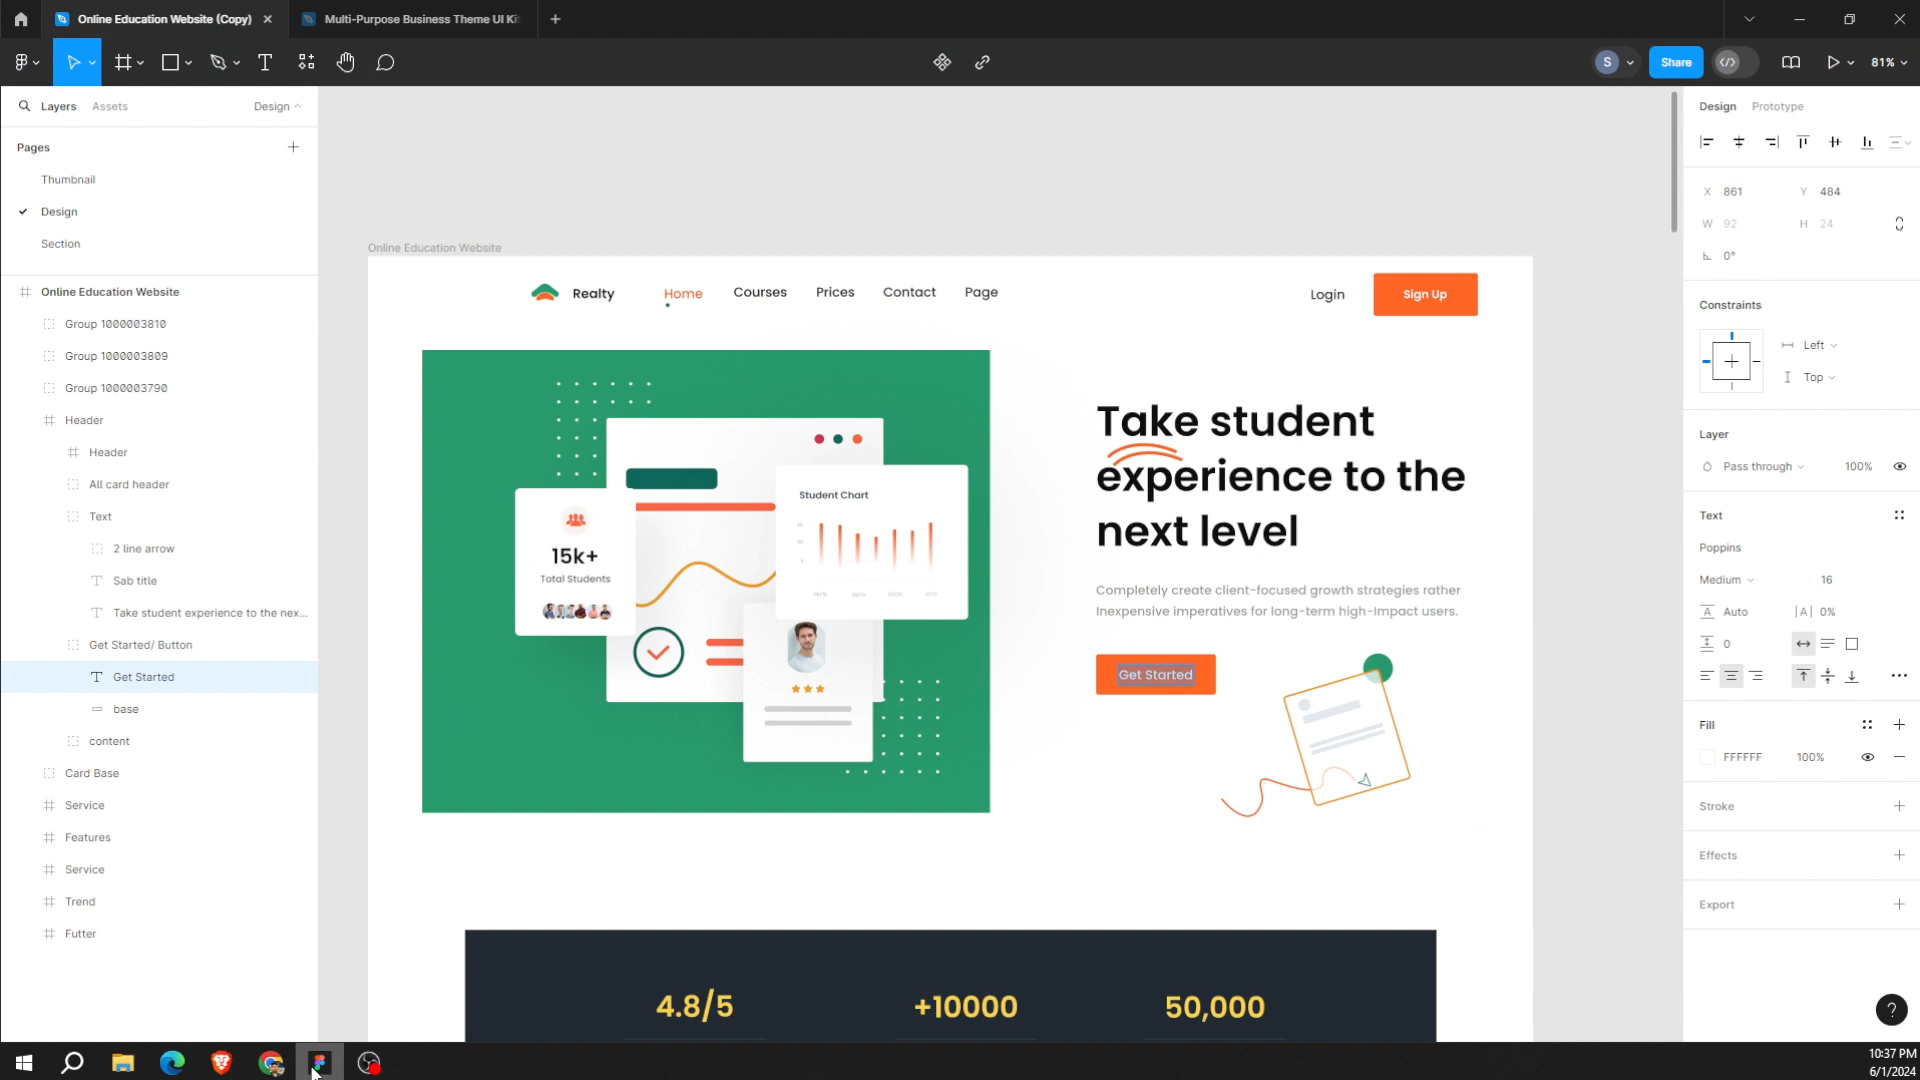 Online Education Website (Copy)
Multi-Purpose Business Theme UI Ki
S
Share
81%
Layers
Assets
Design
Pages
Thumbnail
Design
Section
Online Education Website
Group 1000003810
Group 1000003809
Group 1000003790
Header
Header
All card header
Text
2 line arrow
Sab title
Take student experience to the nex...
Get Started/ Button
Get Started
base
content
Card Base
Service
Features
Service
Trend
Futter
Online Education Website
Realty
Home
Courses
Prices
Contact
Page
Login
Sign Up
Student Chart
15k+
Total Students
Take student
experience to the
next level
Completely create client-focused growth strategies rather
Inexpensive imperatives for long-term high-Impact users.
Get Started
4.8/5
+10000
50,000
Design
Prototype
X 861
Y 484
W 92
H 24
0°
Constraints
Left
Top
Layer
Pass through
100%
Text
Poppins
Medium
16
A Auto
|A| 0%
0
Fill
FFFFFF
100%
Stroke
Effects
Export
?
10:37 PM
6/1/2024